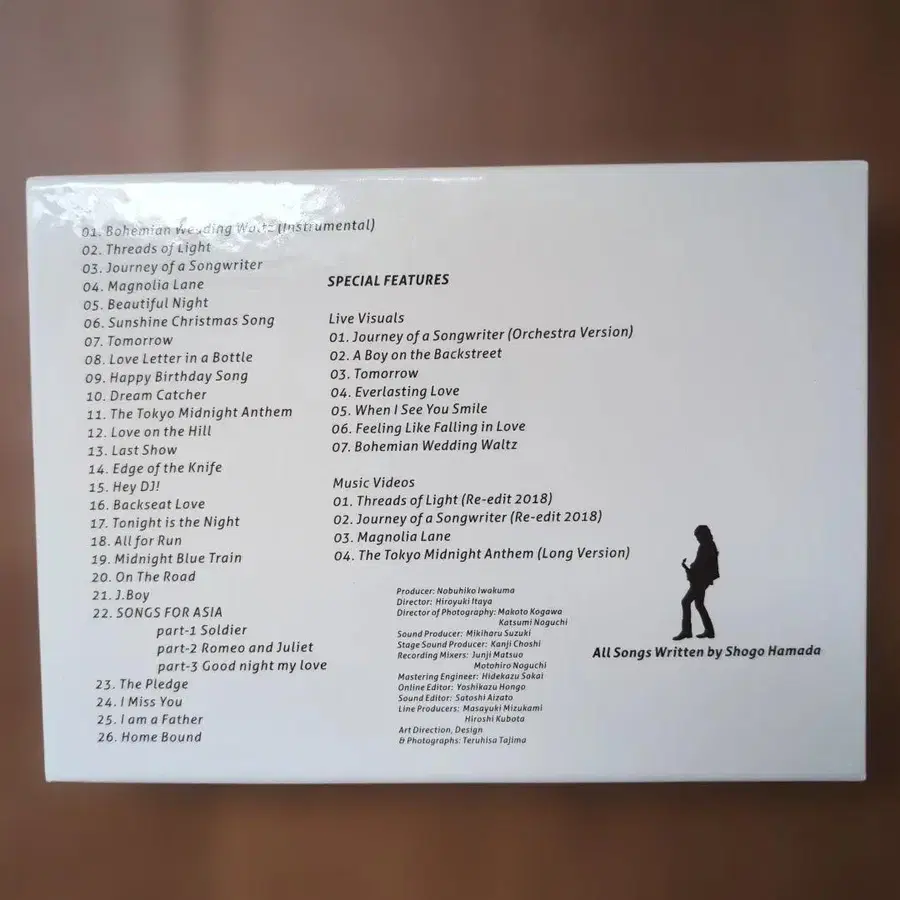 01. Bohemian Wedding Waltz (Instrumental)
02. Threads of Light
03. Journey of a Songwriter
04. Magnolia Lane
05. Beautiful Night
06. Sunshine Christmas Song
07. Tomorrow
08. Love Letter in a Bottle
09. Happy Birthday Song
10. Dream Catcher
11. The Tokyo Midnight Anthem
12. Love on the Hill
13. Last Show
14. Edge of the Knife
15. Hey DJ!
16. Backseat Love
17. Tonight is the Night
18. All for Run
19. Midnight Blue Train
20. On The Road
21. J.Boy
22. SONGS FOR ASIA
part-1 Soldier
part-2 Romeo and Juliet
part-3 Good night my love
23. The Pledge
24. I Miss You
25. I am a Father
26. Home Bound
SPECIAL FEATURES
Live Visuals
01. Journey of a Songwriter (Orchestra Version)
02. A Boy on the Backstreet
03. Tomorrow
04. Everlasting Love
05. When I See You Smile
06. Feeling Like Falling in Love
07. Bohemian Wedding Waltz
Music Videos
01. Threads of Light (Re-edit 2018)
02. Journey of a Songwriter (Re-edit 2018)
03. Magnolia Lane
04. The Tokyo Midnight Anthem (Long Version)
Producer: Nobuhiko Iwakuma
Director: Hiroyuki Itaya
Director of Photography: Makoto Kogawa
Katsumi Noguchi
Sound Producer: Mikiharu Suzuki
Stage Sound Producer: Kanji Choshi
Recording Mixers: Junji Matsuo
Motohiro Noguchi
Mastering Engineer: Hidekazu Sakai
Online Editor: Yoshikazu Hongo
Sound Editor: Satoshi Aizato
Line Producers: Masayuki Mizukami
Hiroshi Kubota
Art Direction, Design
& Photographs: Teruhisa Tajima
All Songs Written by Shogo Hamada